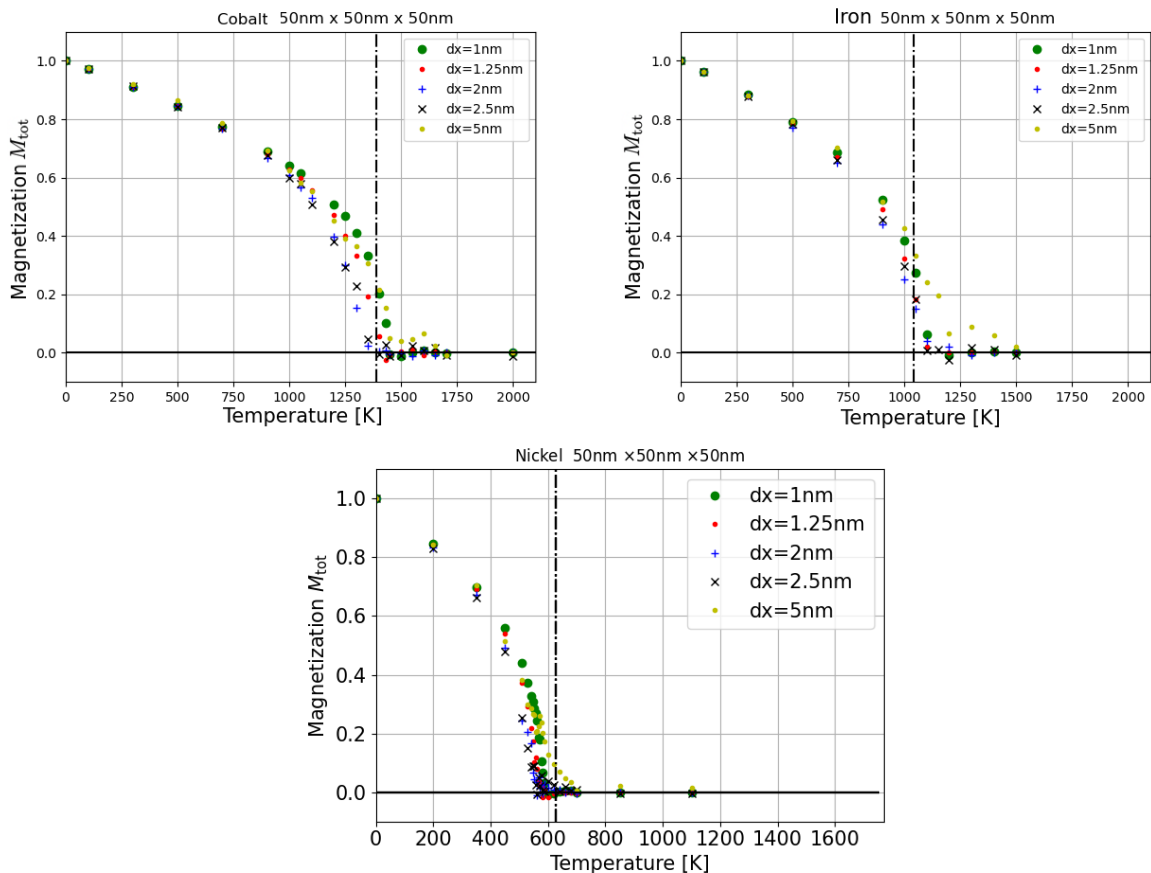 Cobalt 50nm x 50nm x 50nm
Magnetization M_tot
1.0
0.8
0.6
0.4
0.2
0.0
dx=1nm
dx=1.25nm
dx=2nm
dx=2.5nm
dx=5nm
0 250 500 750 1000 1250 1500 1750 2000
Temperature [K]
Iron 50nm x 50nm x 50nm
Magnetization M_tot
1.0
0.8
0.6
0.4
0.2
0.0
dx=1nm
dx=1.25nm
dx=2nm
dx=2.5nm
dx=5nm
0 250 500 750 1000 1250 1500 1750 2000
Temperature [K]
Nickel 50nm ×50nm ×50nm
Magnetization M_tot
1.0
0.8
0.6
0.4
0.2
0.0
dx=1nm
dx=1.25nm
dx=2nm
dx=2.5nm
dx=5nm
0 200 400 600 800 1000 1200 1400 1600
Temperature [K]